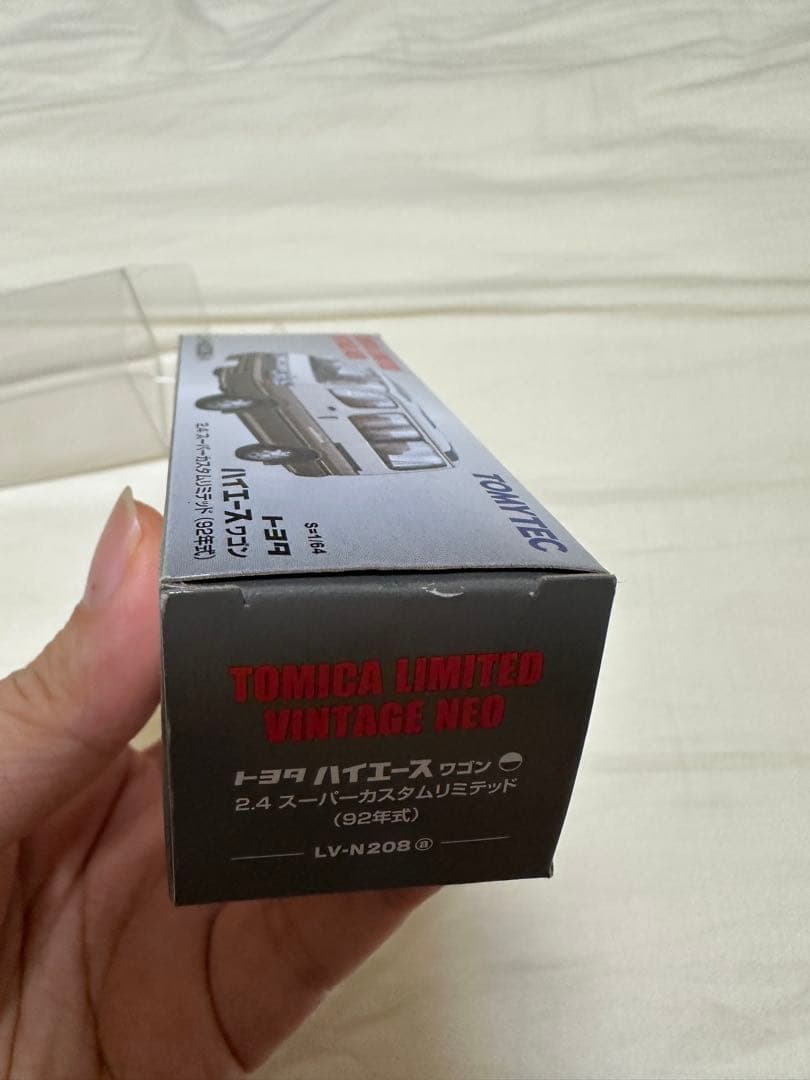 TOMYTEC
S=1/64
トヨタ
ハイエース ワゴン
2.4 スーパーカスタムリミテッド (92年式)
TOMICA LIMITED
VINTAGE NEO
トヨタ ハイエース ワゴン
2.4 スーパーカスタムリミテッド
(92年式)
LV-N208 ⓐ